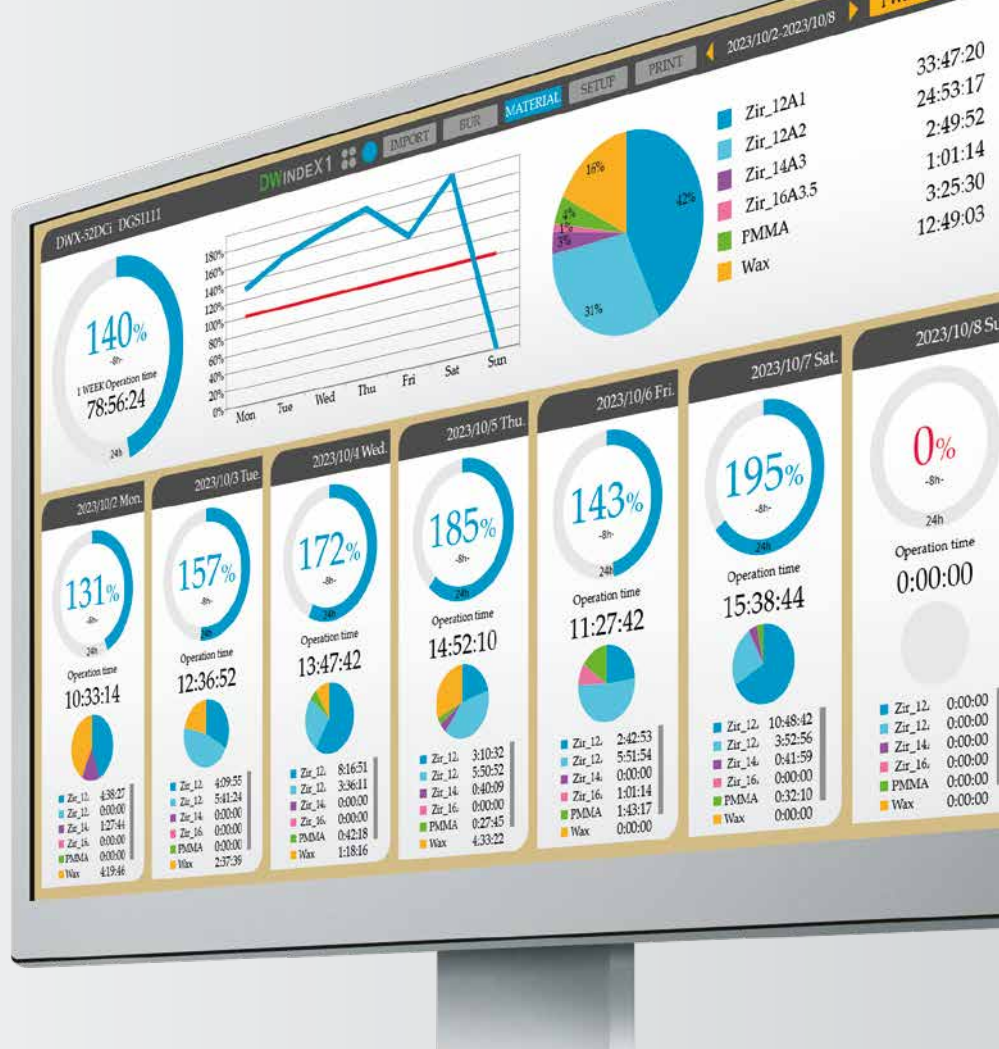 DWX-52DCi DGS1111
DWINDEX1
IMPORT
BUR
MATERIAL
SETUP
PRINT
2023/10/2-2023/10/8
140%
-8h-
1 WEEK Operation time
78:56:24
24h
180%
160%
140%
120%
100%
80%
60%
40%
20%
0%
Mon Tue Wed Thu Fri Sat Sun
16%
42%
4%
1%
3%
31%
Zir_12A1 33:47:20
Zir_12A2 24:53:17
Zir_14A3 2:49:52
Zir_16A3.5 1:01:14
PMMA 3:25:30
Wax 12:49:03
2023/10/2 Mon.
131%
-8h-
24h
Operation time
10:33:14
Zir_12. 4:38:27
Zir_12. 0:00:00
Zir_14. 1:27:44
Zir_16. 0:00:00
PMMA 0:00:00
Wax 4:19:46
2023/10/3 Tue.
157%
-8h-
24h
Operation time
12:36:52
Zir_12. 4:09:55
Zir_12. 5:41:24
Zir_14. 0:00:00
Zir_16. 0:00:00
PMMA 0:00:00
Wax 2:37:39
2023/10/4 Wed.
172%
-8h-
24h
Operation time
13:47:42
Zir_12. 8:16:51
Zir_12. 3:36:11
Zir_14. 0:00:00
Zir_16. 0:00:00
PMMA 0:42:18
Wax 1:18:16
2023/10/5 Thu.
185%
-8h-
24h
Operation time
14:52:10
Zir_12. 3:10:32
Zir_12. 5:50:52
Zir_14. 0:40:09
Zir_16. 0:00:00
PMMA 0:27:45
Wax 4:33:22
2023/10/6 Fri.
143%
-8h-
24h
Operation time
11:27:42
Zir_12. 2:42:53
Zir_12. 5:51:54
Zir_14. 0:00:00
Zir_16. 1:01:14
PMMA 1:43:17
Wax 0:00:00
2023/10/7 Sat.
195%
-8h-
24h
Operation time
15:38:44
Zir_12. 10:48:42
Zir_12. 3:52:56
Zir_14. 0:41:59
Zir_16. 0:00:00
PMMA 0:32:10
Wax 0:00:00
2023/10/8 Su
0%
-8h-
24h
Operation time
0:00:00
Zir_12. 0:00:00
Zir_12. 0:00:00
Zir_14. 0:00:00
Zir_16. 0:00:00
PMMA 0:00:00
Wax 0:00:00